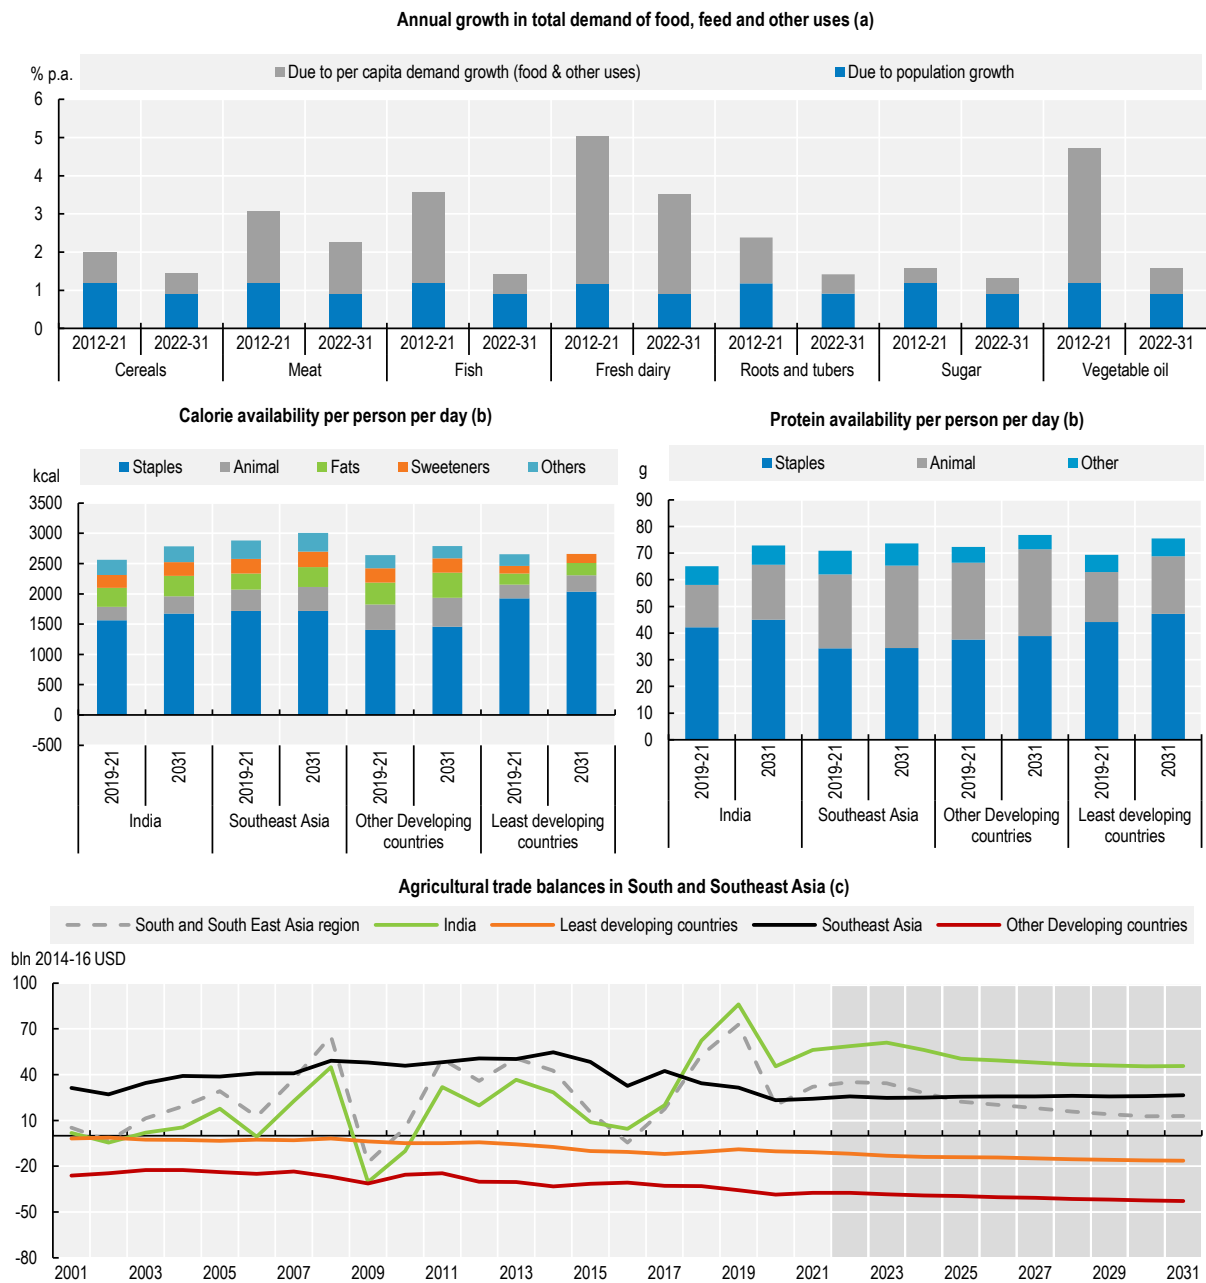 Annual growth in total demand of food, feed and other uses (a)
% p.a.
Due to per capita demand growth (food & other uses)
Due to population growth
6
5
4
3
2
1
0
2012-21 2022-31 2012-21 2022-31 2012-21 2022-31 2012-21 2022-31 2012-21 2022-31 2012-21 2022-31 2012-21 2022-31
Cereals Meat Fish Fresh dairy Roots and tubers Sugar Vegetable oil
Calorie availability per person per day (b)
kcal
Staples Animal Fats Sweeteners Others
3500
3000
2500
2000
1500
1000
500
0
-500
2019-21 2031 2019-21 2031 2019-21 2031 2019-21 2031
India Southeast Asia Other Developing countries Least developing countries
Protein availability per person per day (b)
g
Staples Animal Other
90
80
70
60
50
40
30
20
10
0
2019-21 2031 2019-21 2031 2019-21 2031 2019-21 2031
India Southeast Asia Other Developing countries Least developing countries
Agricultural trade balances in South and Southeast Asia (c)
South and South East Asia region India Least developing countries Southeast Asia Other Developing countries
bln 2014-16 USD
100
70
40
10
-20
-50
-80
2001 2003 2005 2007 2009 2011 2013 2015 2017 2019 2021 2023 2025 2027 2029 2031